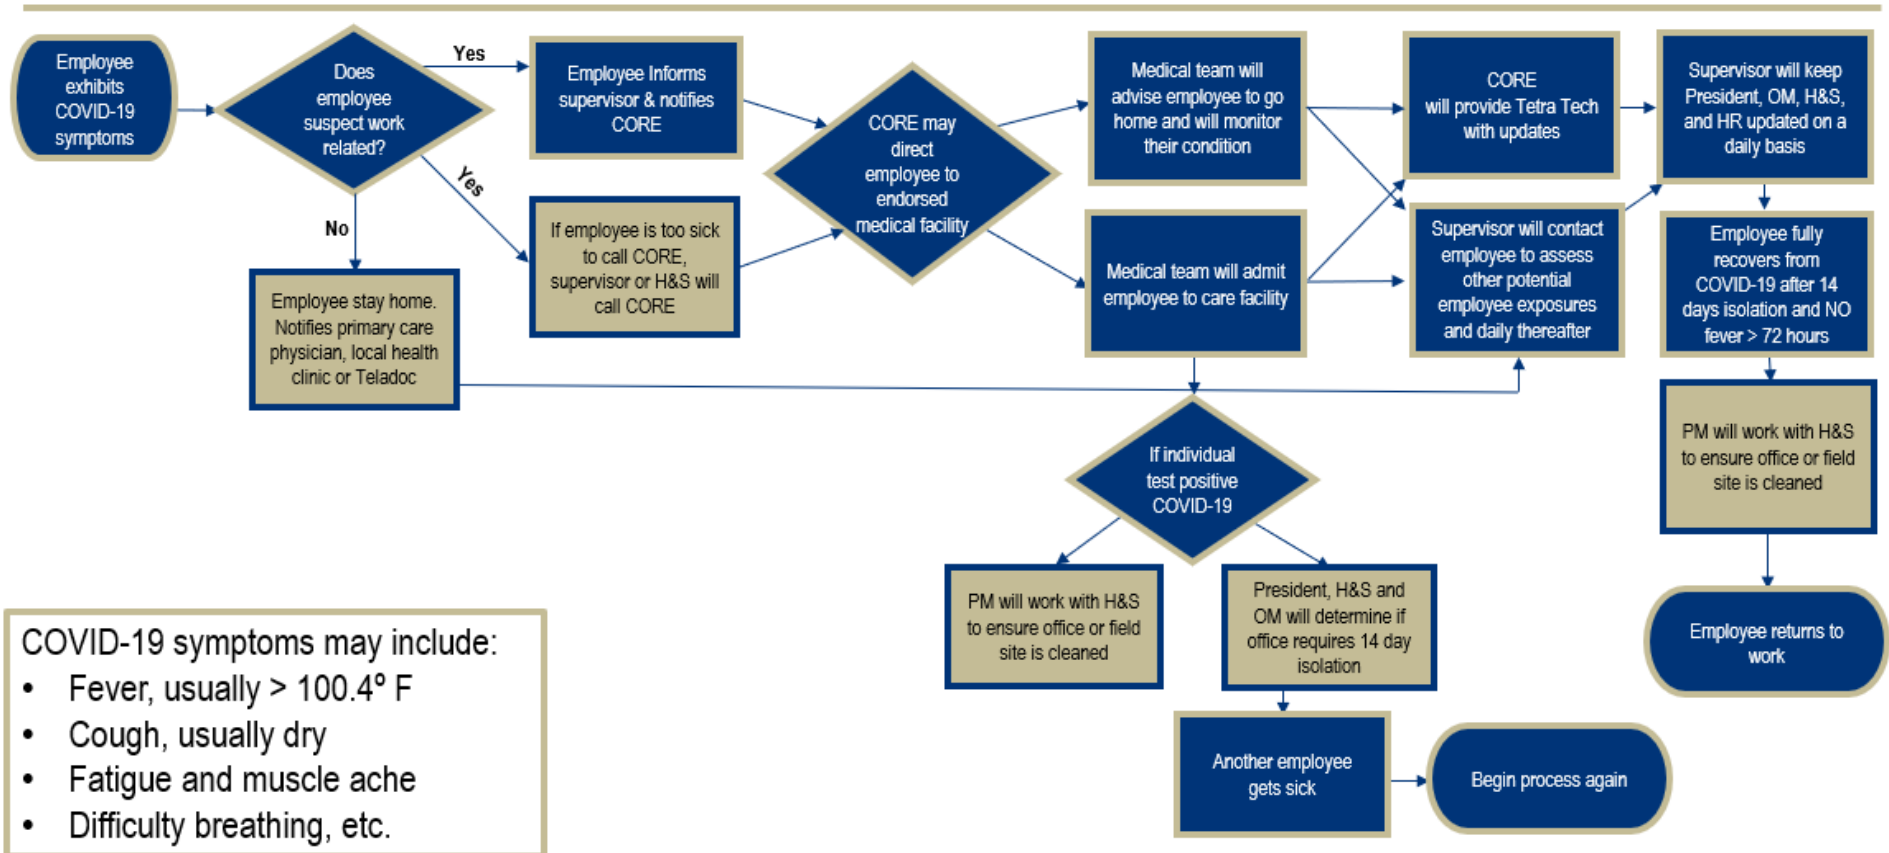 Employee
exhibits
COVID-19
symptoms
Does
employee
suspect work
related?
Yes
Yes
No
Employee Informs
supervisor & notifies
CORE
If employee is too sick
to call CORE,
supervisor or H&S will
call CORE
Employee stay home.
Notifies primary care
physician, local health
clinic or Teladoc
CORE may
direct
employee to
endorsed
medical facility
Medical team will
advise employee to go
home and will monitor
their condition
Medical team will admit
employee to care facility
CORE
will provide Tetra Tech
with updates
Supervisor will contact
employee to assess
other potential
employee exposures
and daily thereafter
Supervisor will keep
President, OM, H&S,
and HR updated on a
daily basis
Employee fully
recovers from
COVID-19 after 14
days isolation and NO
fever > 72 hours
PM will work with H&S
to ensure office or field
site is cleaned
Employee returns to
work
If individual
test positive
COVID-19
PM will work with H&S
to ensure office or field
site is cleaned
President, H&S and
OM will determine if
office requires 14 day
isolation
Another employee
gets sick
Begin process again
COVID-19 symptoms may include:
• Fever, usually > 100.4º F
• Cough, usually dry
• Fatigue and muscle ache
• Difficulty breathing, etc.